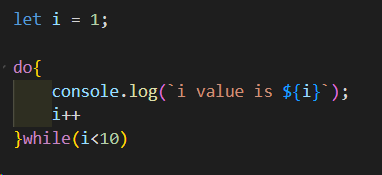 let i = 1;
do{
console.log(`i value is ${i}`);
i++
}while(i<10)